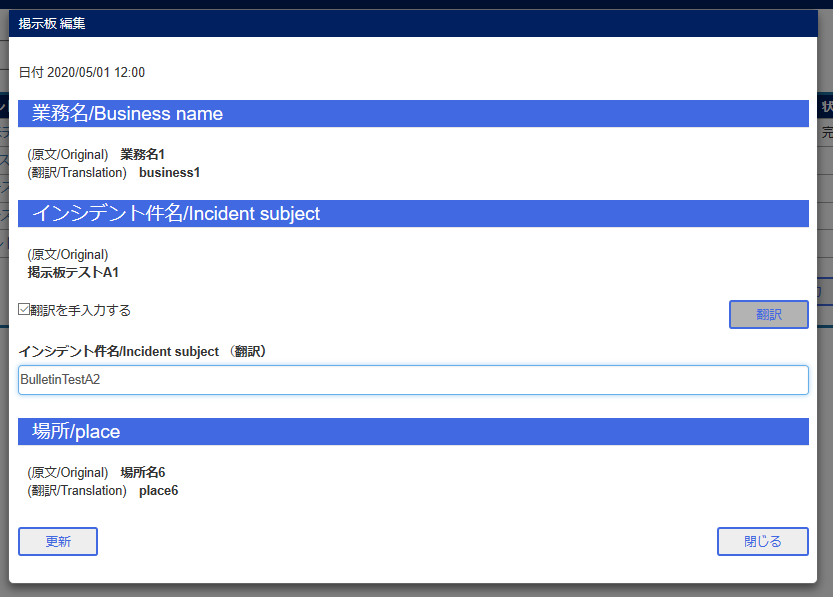 掲示板 編集
日付 2020/05/01 12:00
業務名/Business name
(原文/Original) 業務名1
(翻訳/Translation) business1
インシデント件名/Incident subject
(原文/Original)
掲示板テストA1
翻訳を手入力する
翻訳
インシデント件名/Incident subject （翻訳）
BulletinTestA2
場所/place
(原文/Original) 場所名6
(翻訳/Translation) place6
更新
閉じる